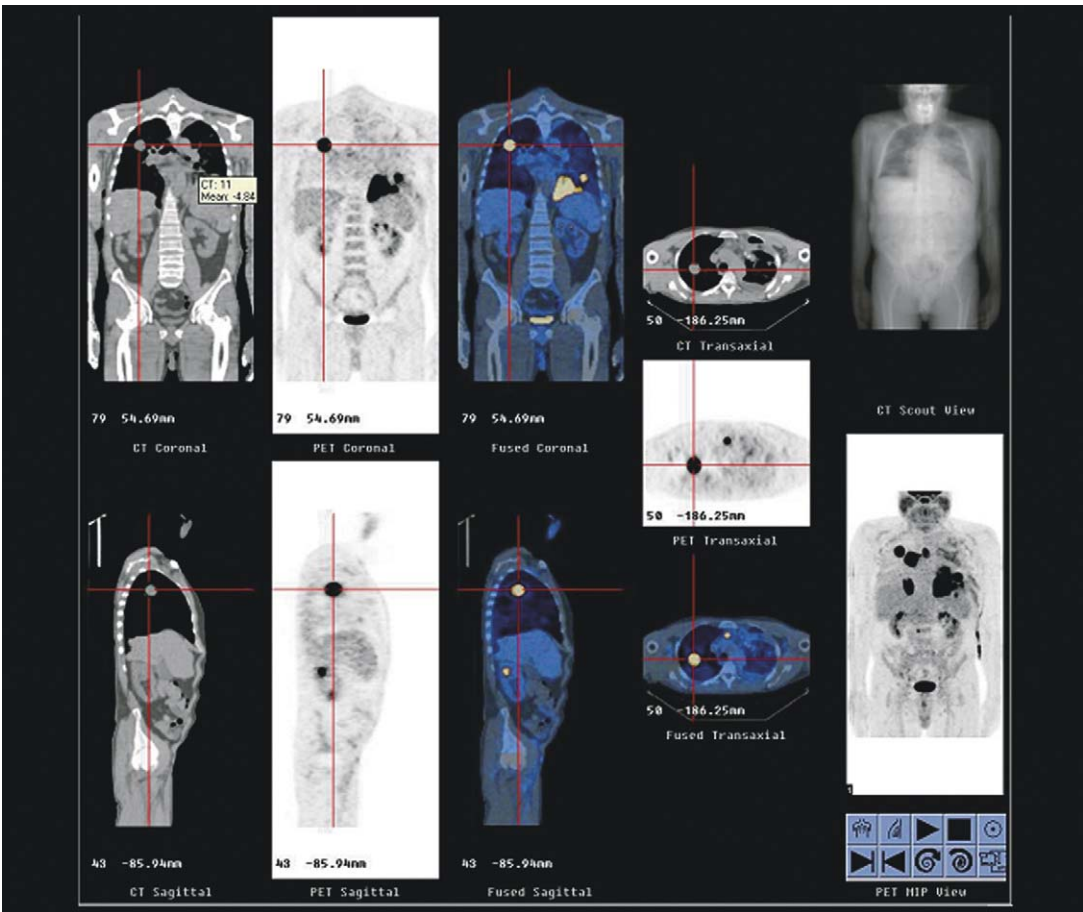 CT: 11
Mean: -4.84
79 54.69mm
CT Coronal
79 54.69mm
PET Coronal
79 54.69mm
Fused Coronal
50 -186.25mm
CT Transaxial
CT Scout View
50 -186.25mm
PET Transaxial
50 -186.25mm
Fused Transaxial
43 -85.94mm
CT Sagittal
43 -85.94mm
PET Sagittal
43 -85.94mm
Fused Sagittal
1
PET MIP View